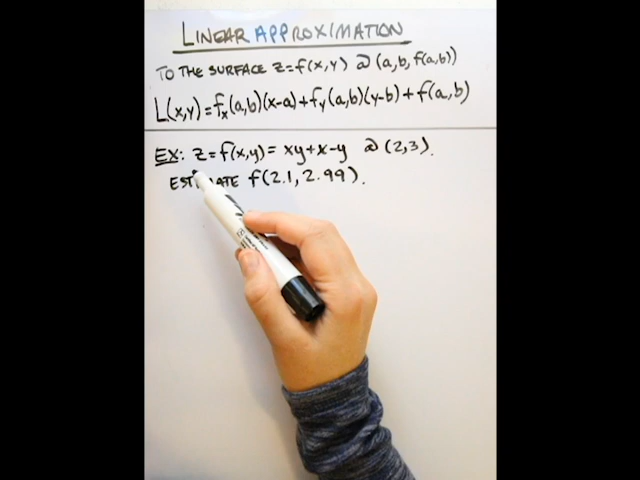 LINEAR APPROXIMATION
TO THE SURFACE z=f(x,y) @ (a,b, f(a,b))
L(x,y)=fx(a,b)(x-a)+fy(a,b)(y-b)+f(a,b)
EX: z=f(x,y)= xy+x-y @ (2,3).
ESTIMATE f(2.1, 2.99).